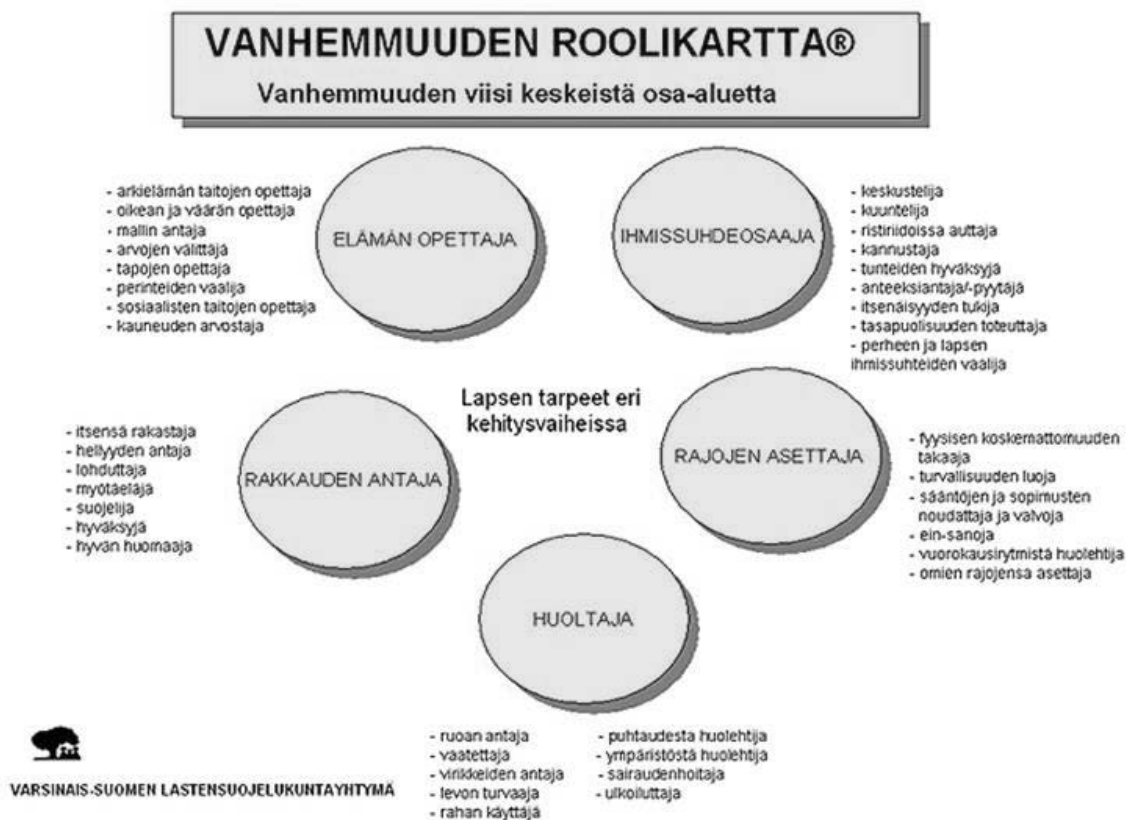 VANHEMMUUDEN ROOLIKARTTA®
Vanhemmuuden viisi keskeistä osa-aluetta
- arkielämän taitojen opettaja
- oikean ja väärän opettaja
- mallin antaja
- arvojen välittäjä
- tapojen opettaja
- perinteiden vaalija
- sosiaalisten taitojen opettaja
- kauneuden arvostaja
ELÄMÄN OPETTAJA
IHMISSUHDEOSAAJA
- keskustelija
- kuuntelija
- ristiriidoissa auttaja
- kannustaja
- tunteiden hyväksyjä
- anteeksiantaja/-pyytäjä
- itsenäisyyden tukija
- tasapuolisuuden toteuttaja
- perheen ja lapsen
ihmissuhteiden vaalija
Lapsen tarpeet eri
kehitysvaiheissa
- itsensä rakastaja
- hellyyden antaja
- lohduttaja
- myötäeläjä
- suojelija
- hyväksyjä
- hyvän huomaaja
RAKKAUDEN ANTAJA
RAJOJEN ASETTAJA
- fyysisen koskemattomuuden
takaaja
- turvallisuuden luoja
- sääntöjen ja sopimusten
noudattaja ja valvoja
- ein-sanoja
- vuorokausirytmistä huolehtija
- omien rajojensa asettaja
HUOLTAJA
- ruoan antaja
- vaatettaja
- virikkeiden antaja
- levon turvaaja
- rahan käyttäjä
- puhtaudesta huolehtija
- ympäristöstä huolehtija
- sairaudenhoitaja
- ulkoiluttaja
VARSINAIS-SUOMEN LASTENSUOJELUKUNTAYHTYMÄ